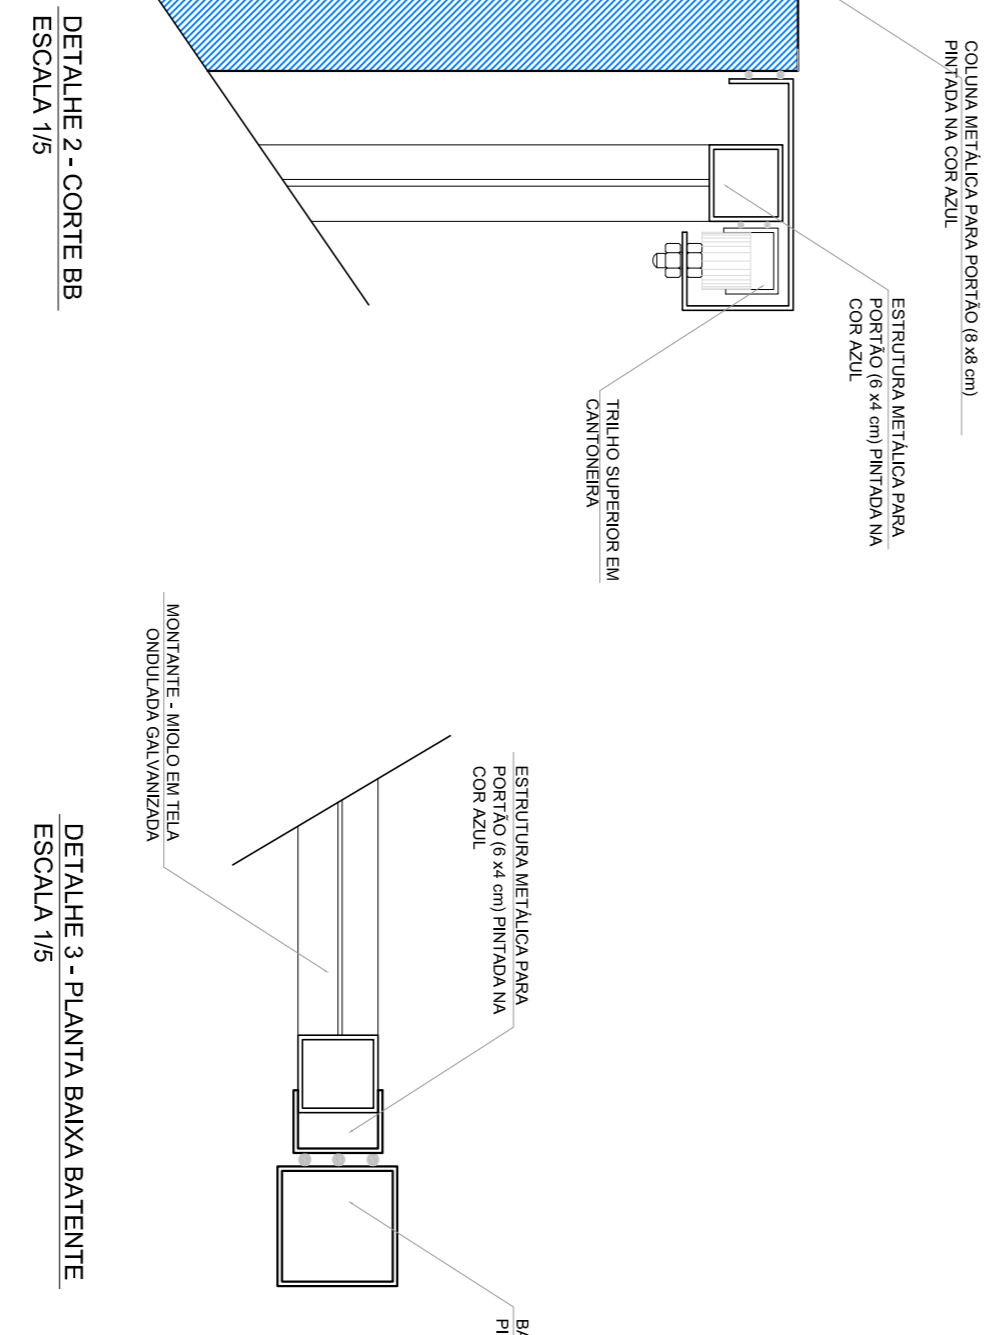 COLUNA METÁLICA PARA PORTÃO (8 x8 cm)
PINTADA NA COR AZUL
ESTRUTURA METÁLICA PARA
PORTÃO (6 x4 cm) PINTADA NA
COR AZUL
TRILHO SUPERIOR EM
CANTONEIRA
DETALHE 2 - CORTE BB
ESCALA 1/5
ESTRUTURA METÁLICA PARA
PORTÃO (6 x4 cm) PINTADA NA
COR AZUL
MONTANTE - MIOLO EM TELA
ONDULADA GALVANIZADA
DETALHE 3 - PLANTA BAIXA BATENTE
ESCALA 1/5